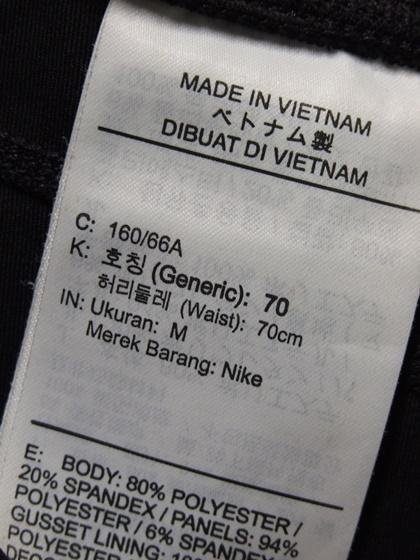 MADE IN VIETNAM
ベトナム製
DIBUAT DI VIETNAM
C: 160/66A
K: 호칭 (Generic): 70
허리둘레 (Waist): 70cm
IN: Ukuran: M
Merek Barang: Nike
E: BODY: 80% POLYESTER /
20% SPANDEX / PANELS: 94%
POLYESTER / 6% SPANDEX
GUSSET LINING:
POLYESTER